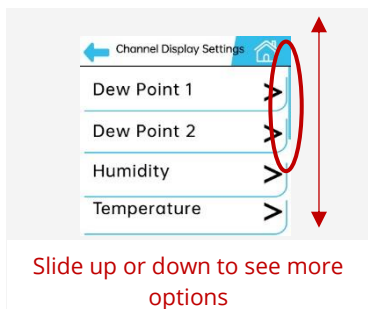 Channel Display Settings
Dew Point 1
Dew Point 2
Humidity
Temperature
Slide up or down to see more
options